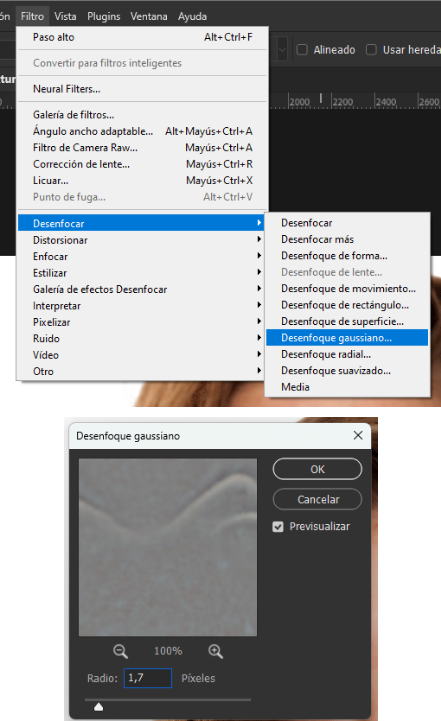 ón Filtro Vista Plugins Ventana Ayuda
Paso alto Alt+Ctrl+F
Alineado Usar hereda
Convertir para filtros inteligentes
tur
Neural Filters...
2000 2200 2400 2600
Galería de filtros...
Ángulo ancho adaptable... Alt+Mayús+Ctrl+A
Filtro de Camera Raw... Mayús+Ctrl+A
Corrección de lente... Mayús+Ctrl+R
Licuar... Mayús+Ctrl+X
Punto de fuga... Alt+Ctrl+V
Desenfocar
Distorsionar
Enfocar
Estilizar
Galería de efectos Desenfocar
Interpretar
Pixelizar
Ruido
Vídeo
Otro
Desenfocar
Desenfocar más
Desenfoque de forma...
Desenfoque de lente...
Desenfoque de movimiento...
Desenfoque de rectángulo...
Desenfoque de superficie...
Desenfoque gaussiano...
Desenfoque radial...
Desenfoque suavizado...
Media
Desenfoque gaussiano
OK
Cancelar
Previsualizar
100%
Radio: 1,7 Píxeles